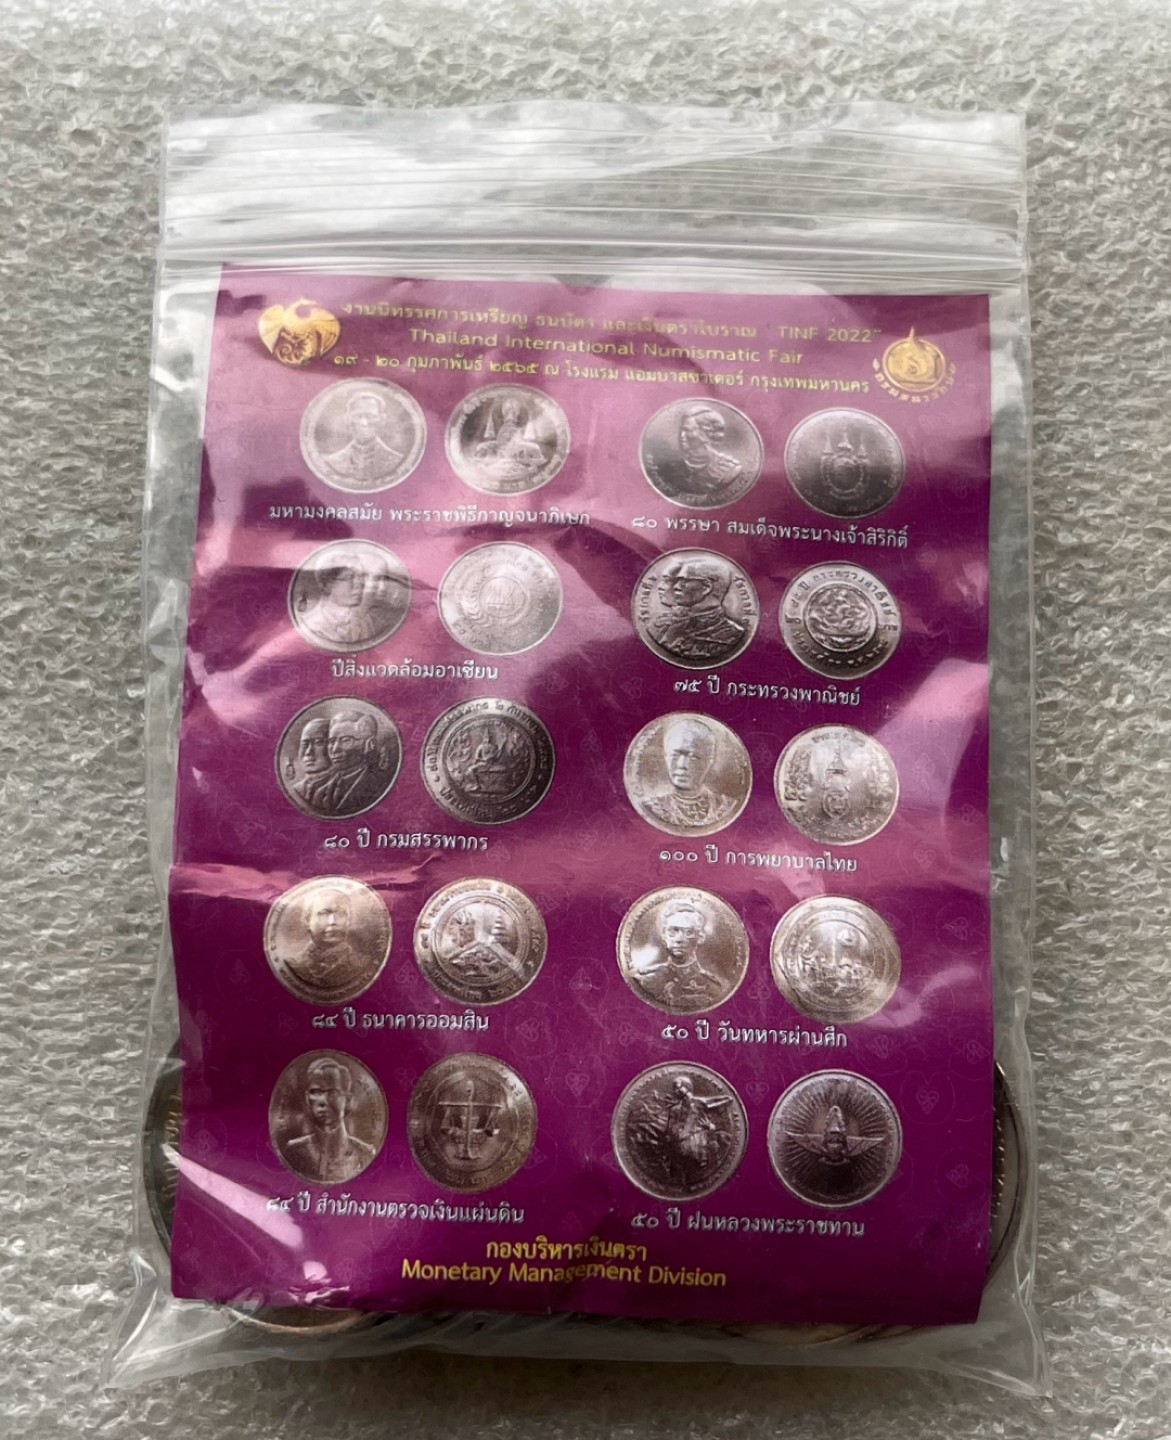 งานนิทรรศการเหรียญ ธนบัตร และเงินตราโบราณ "TINF 2022"
Thailand International Numismatic Fair
๑๙ - ๒๐ กุมภาพันธ์ ๒๕๖๕ ณ โรงแรม แอมบาสซาเดอร์ กรุงเทพมหานคร
กรมธนารักษ์
มหามงคลสมัย พระราชพิธีกาญจนาภิเษก
๘๐ พรรษา สมเด็จพระนางเจ้าสิริกิติ์
ปีสิ่งแวดล้อมอาเซียน
๗๕ ปี กระทรวงพาณิชย์
๘๐ ปี กรมสรรพากร
๑๐๐ ปี การพยาบาลไทย
๘๔ ปี ธนาคารออมสิน
๕๐ ปี วันทหารผ่านศึก
๘๔ ปี สำนักงานตรวจเงินแผ่นดิน
๕๐ ปี ฝนหลวงพระราชทาน
กองบริหารเงินตรา
Monetary Management Division